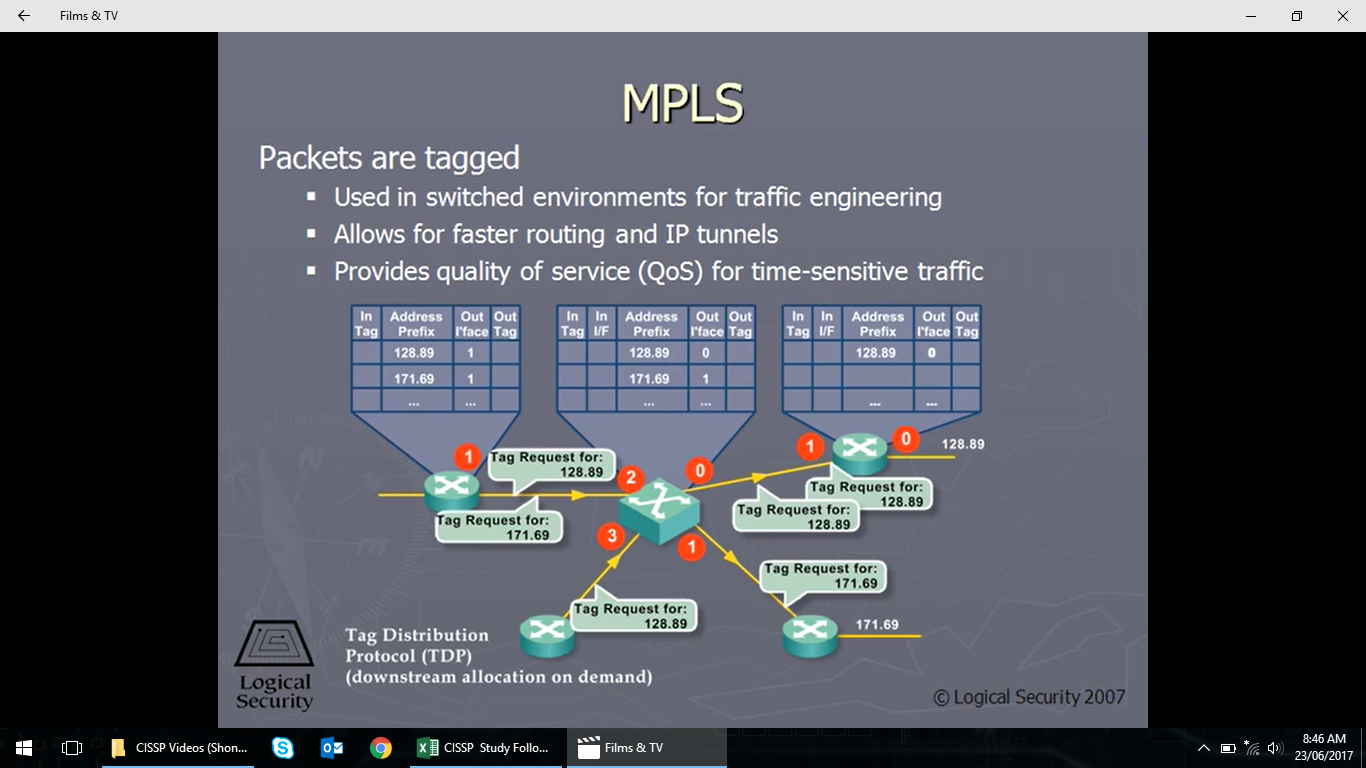 Films & TV
MPLS
Packets are tagged
Used in switched environments for traffic engineering
Allows for faster routing and IP tunnels
Provides quality of service (QoS) for time-sensitive traffic
In Tag Address Prefix Out I'face Out Tag
128.89 1
171.69 1
... ...
In Tag In I/F Address Prefix Out I'face Out Tag
128.89 0
171.69 1
... ...
In Tag In I/F Address Prefix Out I'face Out Tag
128.89 0
... ...
1
Tag Request for:
128.89
Tag Request for:
171.69
2
0
3
1
1
0
128.89
Tag Request for:
128.89
Tag Request for:
128.89
Tag Request for:
171.69
Tag Request for:
128.89
171.69
Tag Distribution
Protocol (TDP)
(downstream allocation on demand)
Logical
Security
© Logical Security 2007
CISSP Videos (Shon...
CISSP Study Follo...
Films & TV
8:46 AM
23/06/2017